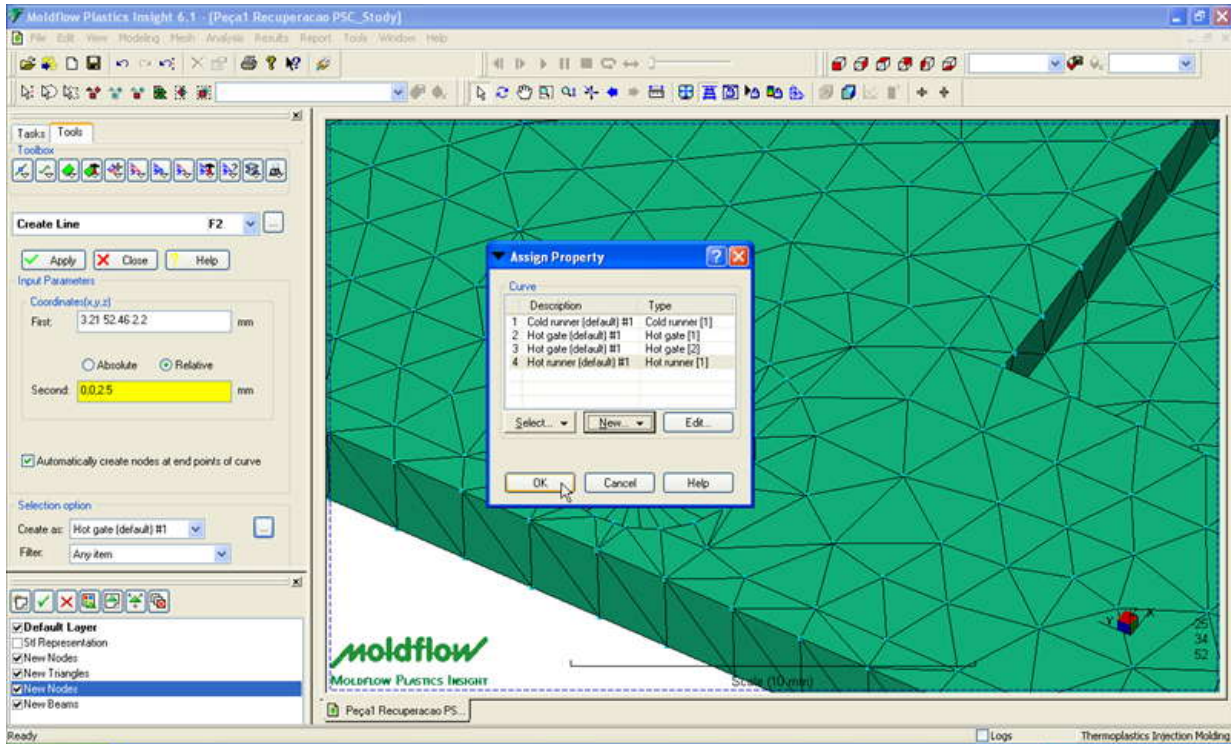 Moldflow Plastics Insight 6.1 - [Peça1 Recuperacao PSC_Study]
File Edit View Modeling Mesh Analysis Results Report Tools Window Help
Tasks Tools
Toolbox
Create Line F2 ...
Apply Close ? Help
Input Parameters
Coordinates(x,y,z)
First: 3.21 52.46 2.2 mm
Absolute Relative
Second: 0,0,2.5 mm
Automatically create nodes at end points of curve
Selection option
Create as: Hot gate (default) #1 ...
Filter: Any item
Default Layer
Stl Representation
New Nodes
New Triangles
New Nodes
New Beams
Assign Property
Curve
Description Type
1 Cold runner (default) #1 Cold runner [1]
2 Hot gate (default) #1 Hot gate [1]
3 Hot gate (default) #1 Hot gate [2]
4 Hot runner (default) #1 Hot runner [1]
Select... New... Edit...
OK Cancel Help
moldflow
MOLDFLOW PLASTICS INSIGHT
Scale (10 mm)
Y X
25
34
52
Peça1 Recuperacao PS...
Ready Logs Thermoplastics Injection Molding